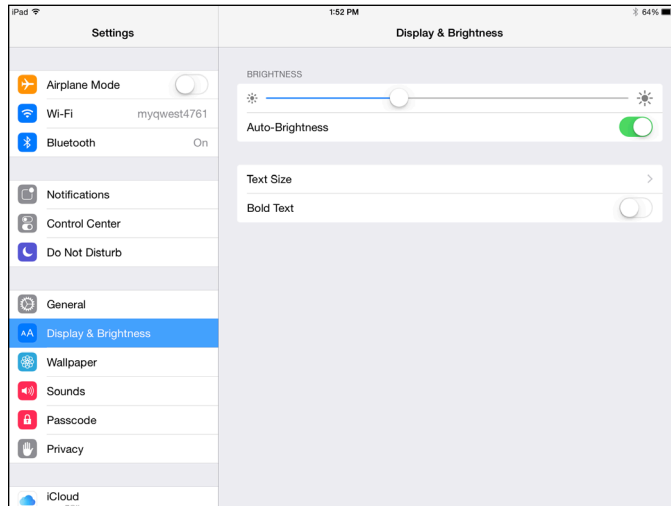 iPad 1:52 PM 64%
Settings
Display & Brightness
Airplane Mode
Wi-Fi myqwest4761
Bluetooth On
Notifications
Control Center
Do Not Disturb
General
AA Display & Brightness
Wallpaper
Sounds
Passcode
Privacy
iCloud
BRIGHTNESS
Auto-Brightness
Text Size
Bold Text